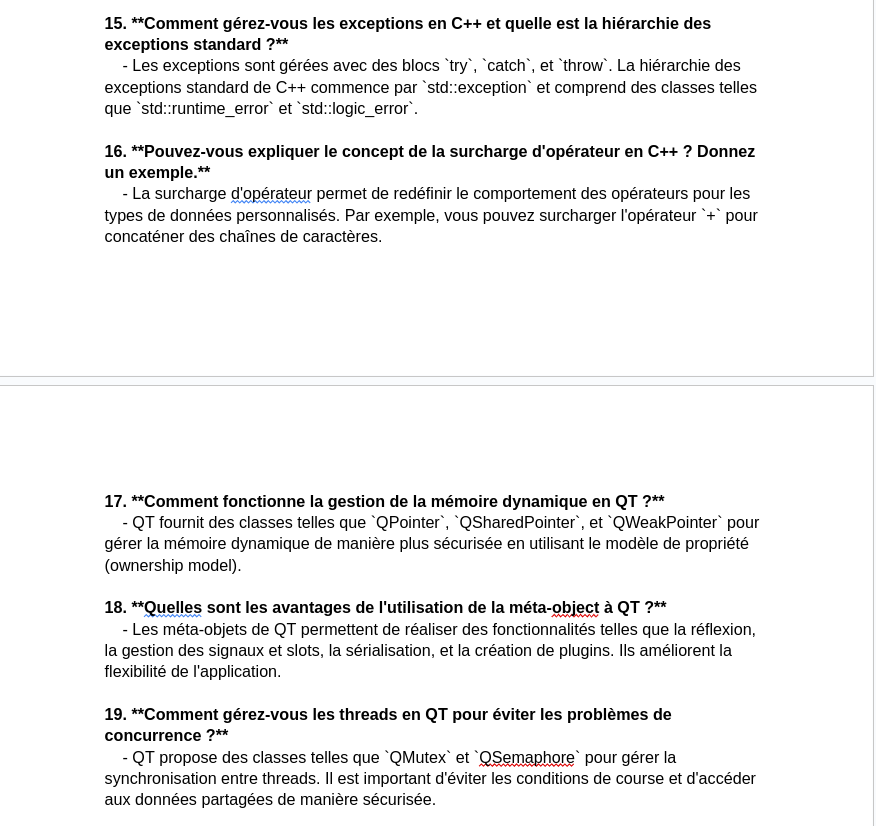 15. **Comment gérez-vous les exceptions en C++ et quelle est la hiérarchie des
exceptions standard ?**
- Les exceptions sont gérées avec des blocs `try`, `catch`, et `throw`. La hiérarchie des
exceptions standard de C++ commence par `std::exception` et comprend des classes telles
que `std::runtime_error` et `std::logic_error`.
16. **Pouvez-vous expliquer le concept de la surcharge d'opérateur en C++ ? Donnez
un exemple.**
- La surcharge d'opérateur permet de redéfinir le comportement des opérateurs pour les
types de données personnalisés. Par exemple, vous pouvez surcharger l'opérateur `+` pour
concaténer des chaînes de caractères.
17. **Comment fonctionne la gestion de la mémoire dynamique en QT ?**
- QT fournit des classes telles que `QPointer`, `QSharedPointer`, et `QWeakPointer` pour
gérer la mémoire dynamique de manière plus sécurisée en utilisant le modèle de propriété
(ownership model).
18. **Quelles sont les avantages de l'utilisation de la méta-object à QT ?**
- Les méta-objets de QT permettent de réaliser des fonctionnalités telles que la réflexion,
la gestion des signaux et slots, la sérialisation, et la création de plugins. Ils améliorent la
flexibilité de l'application.
19. **Comment gérez-vous les threads en QT pour éviter les problèmes de
concurrence ?**
- QT propose des classes telles que `QMutex` et `QSemaphore` pour gérer la
synchronisation entre threads. Il est important d'éviter les conditions de course et d'accéder
aux données partagées de manière sécurisée.